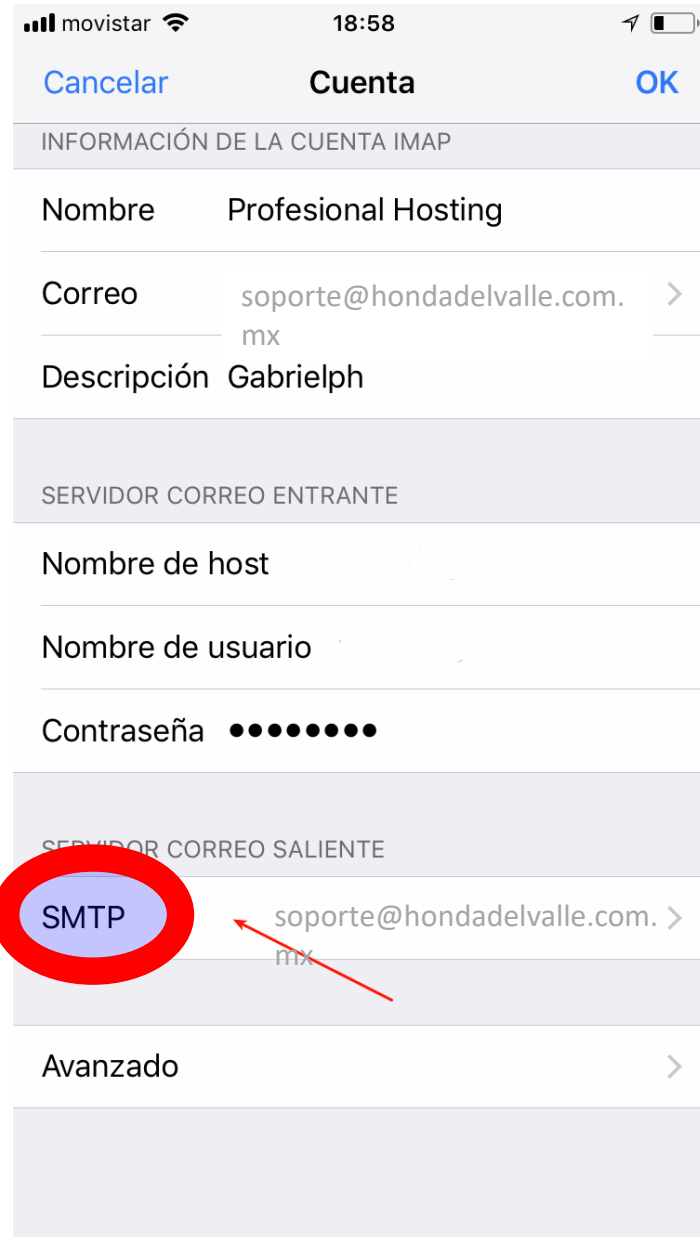 movistar 18:58
Cancelar Cuenta OK
INFORMACIÓN DE LA CUENTA IMAP
Nombre Profesional Hosting
Correo soporte@hondadelvalle.com.
mx
Descripción Gabrielph
SERVIDOR CORREO ENTRANTE
Nombre de host
Nombre de usuario
Contraseña ●●●●●●●●
SERVIDOR CORREO SALIENTE
SMTP soporte@hondadelvalle.com.
mx
Avanzado